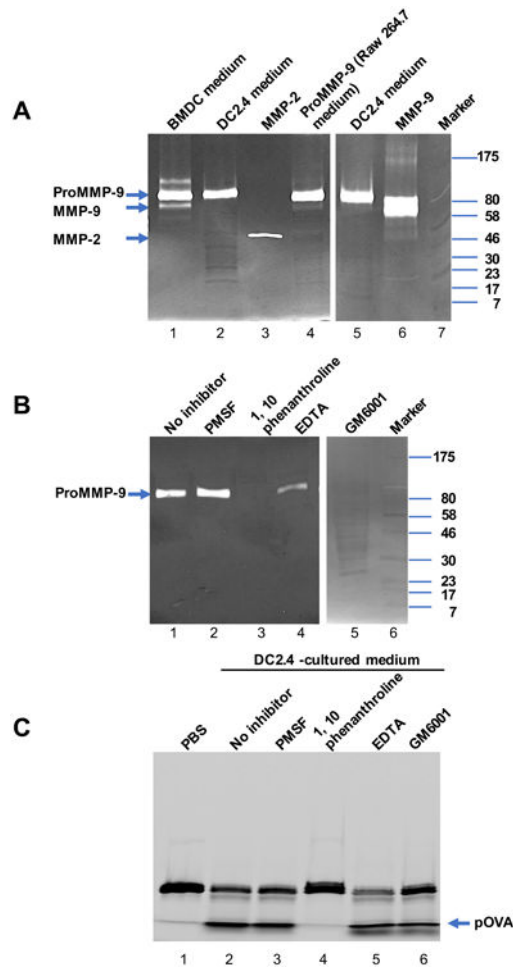 A
BMDC medium
DC2.4 medium
MMP-2
ProMMP-9 (Raw 264.7
medium)
DC2.4 medium
MMP-9
Marker
ProMMP-9
MMP-9
MMP-2
175
80
58
46
30
23
17
7
1 2 3 4 5 6 7
B
No inhibitor
PMSF
1, 10
phenanthroline
EDTA
GM6001
Marker
ProMMP-9
175
80
58
46
30
23
17
7
1 2 3 4 5 6
DC2.4 -cultured medium
C
PBS
No inhibitor
PMSF
1, 10
phenanthroline
EDTA
GM6001
pOVA
1 2 3 4 5 6